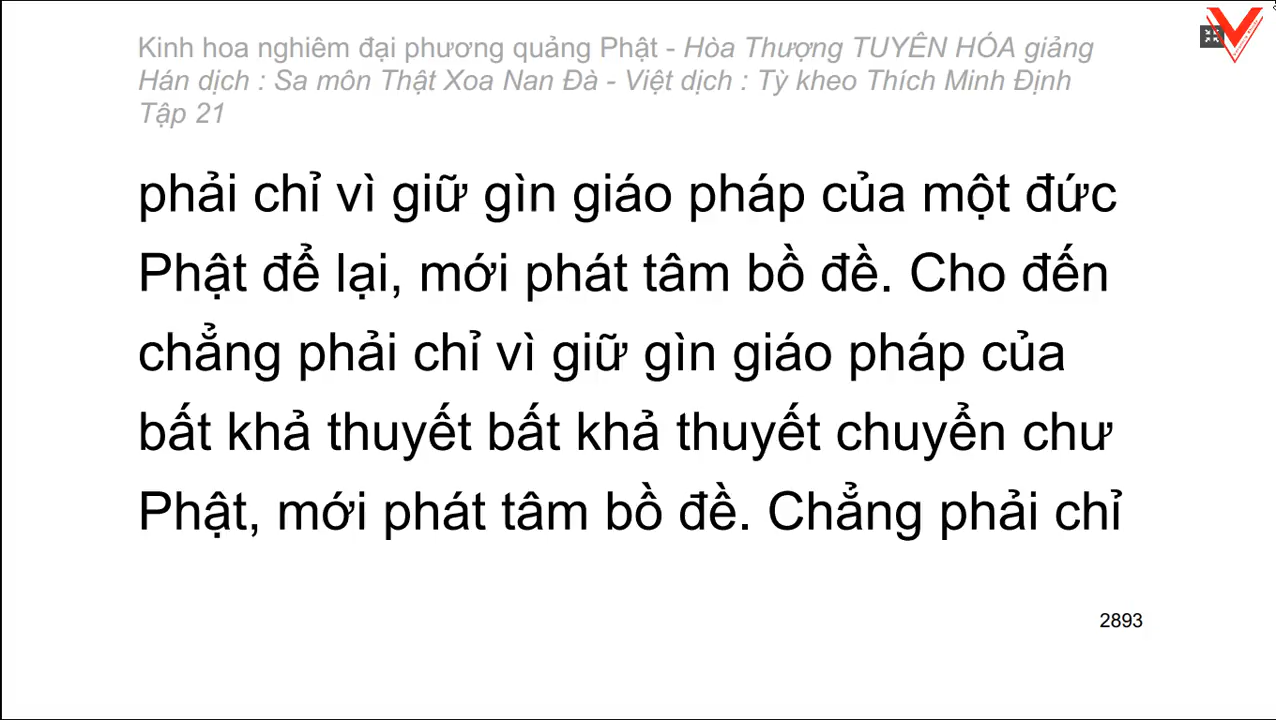 Kinh hoa nghiêm đại phương quảng Phật - Hòa Thượng TUYÊN HÓA giảng
Hán dịch : Sa môn Thật Xoa Nan Đà - Việt dịch : Tỳ kheo Thích Minh Định
Tập 21
phải chỉ vì giữ gìn giáo pháp của một đức
Phật để lại, mới phát tâm bồ đề. Cho đến
chẳng phải chỉ vì giữ gìn giáo pháp của
bất khả thuyết bất khả thuyết chuyển chư
Phật, mới phát tâm bồ đề. Chẳng phải chỉ
2893